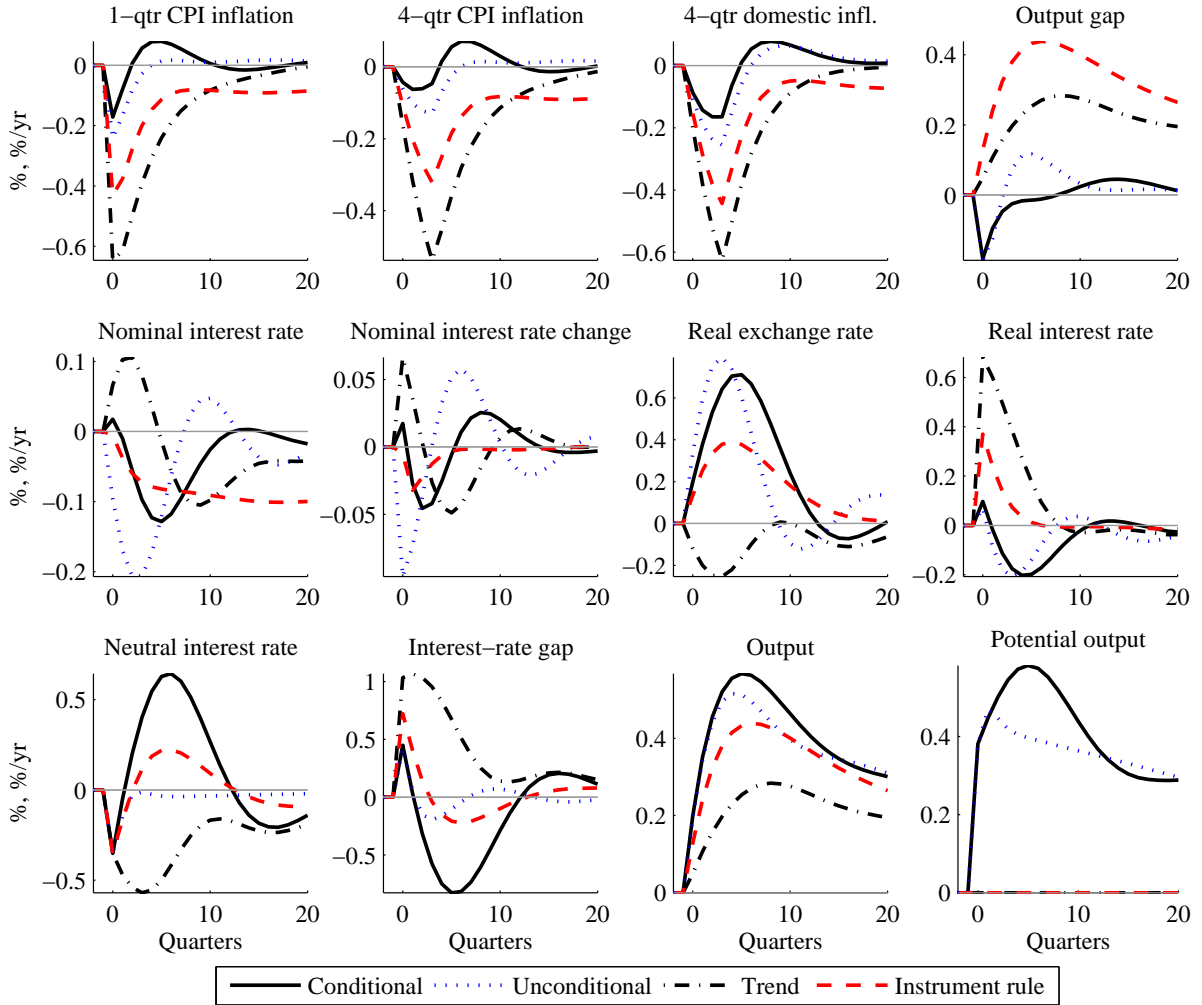 1−qtr CPI inflation
4−qtr CPI inflation
4−qtr domestic infl.
Output gap
%, %/yr
0
−0.2
−0.4
−0.6
0 10 20
0
−0.2
−0.4
0 10 20
0
−0.2
−0.4
−0.6
0 10 20
0.4
0.2
0
0 10 20
Nominal interest rate
Nominal interest rate change
Real exchange rate
Real interest rate
%, %/yr
0.1
0
−0.1
−0.2
0 10 20
0.05
0
−0.05
0 10 20
0.6
0.4
0.2
0
−0.2
0 10 20
0.6
0.4
0.2
0
−0.2
0 10 20
Neutral interest rate
Interest−rate gap
Output
Potential output
%, %/yr
0.5
0
−0.5
0 10 20
Quarters
1
0.5
0
−0.5
0 10 20
Quarters
0.6
0.4
0.2
0
0 10 20
Quarters
0.4
0.2
0
0 10 20
Quarters
Conditional Unconditional Trend Instrument rule